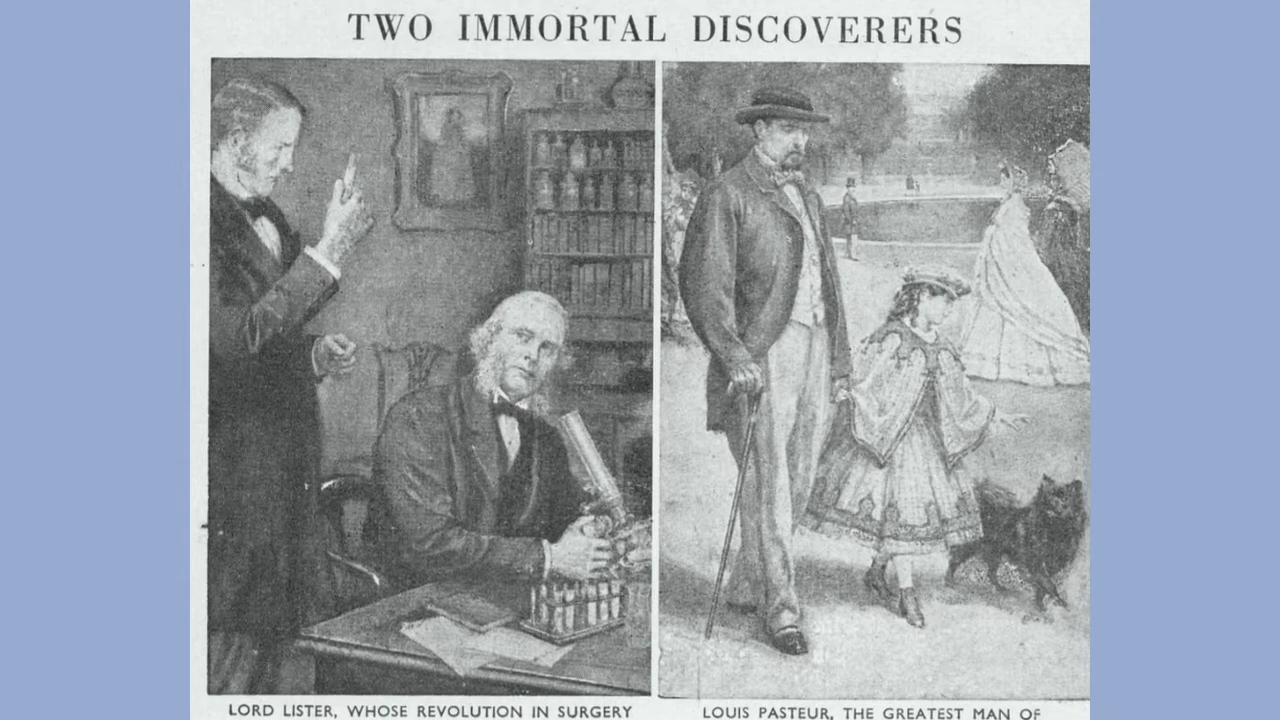 TWO IMMORTAL DISCOVERERS
LORD LISTER, WHOSE REVOLUTION IN SURGERY
LOUIS PASTEUR, THE GREATEST MAN OF